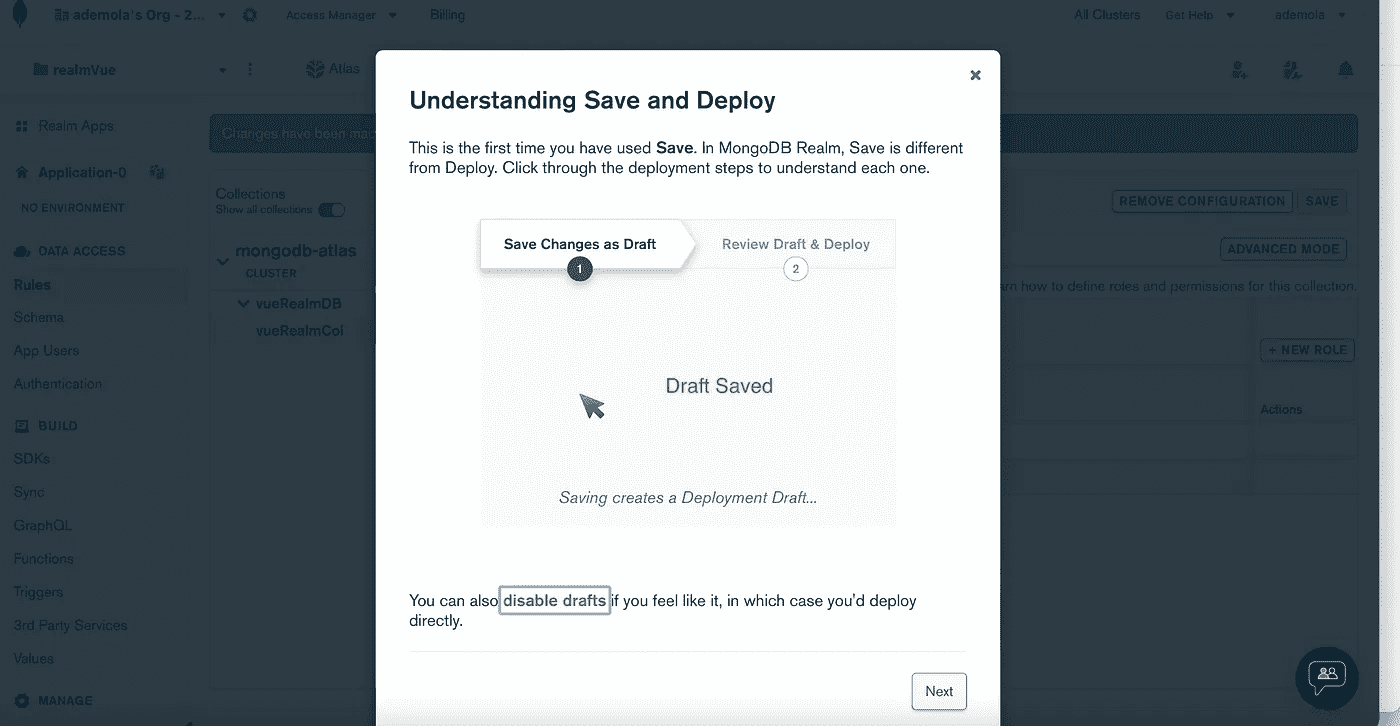 ademola's Org - 2...
Access Manager
Billing
All Clusters
Get Help
ademola
realmVue
Atlas
Realm Apps
Changes have been mad
Application-0
NO ENVIRONMENT
DATA ACCESS
Rules
Schema
App Users
Authentication
BUILD
SDKs
Sync
GraphQL
Functions
Triggers
3rd Party Services
Values
MANAGE
Collections
Show all collections
mongodb-atlas
CLUSTER
vueRealmDB
vueRealmCol
Understanding Save and Deploy
This is the first time you have used Save. In MongoDB Realm, Save is different
from Deploy. Click through the deployment steps to understand each one.
Save Changes as Draft
1
Review Draft & Deploy
2
Draft Saved
Saving creates a Deployment Draft...
You can also disable drafts if you feel like it, in which case you'd deploy
directly.
Next
REMOVE CONFIGURATION
SAVE
ADVANCED MODE
how to define roles and permissions for this collection.
+ NEW ROLE
Actions